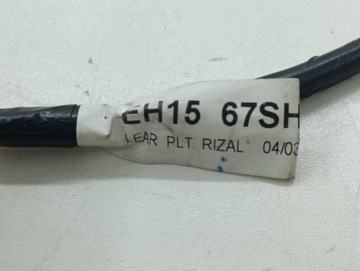 EH15 67SH
LEAR PLT RIZAL 04/03